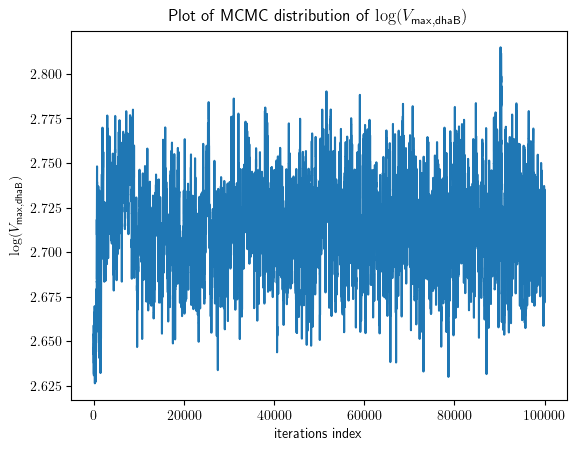 Plot of MCMC distribution of log(V_max,dhaB)
log(V_max,dhaB)
2.800
2.775
2.750
2.725
2.700
2.675
2.650
2.625
0 20000 40000 60000 80000 100000
iterations index